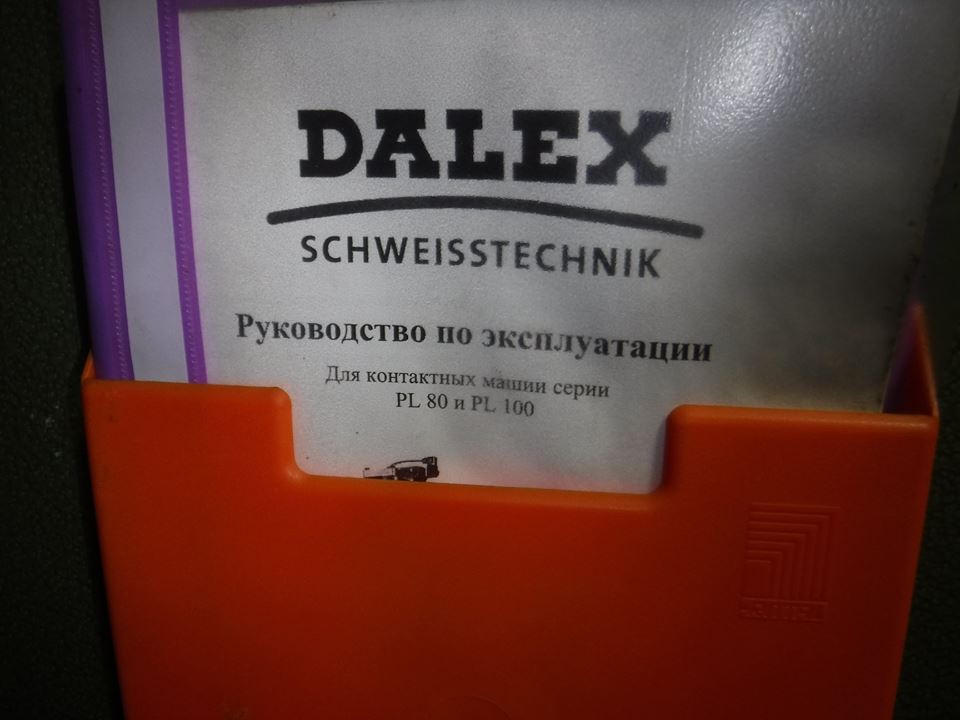 DALEX
SCHWEISSTECHNIK
Руководство по эксплуатации
Для контактных машин серии
PL 80 и PL 100